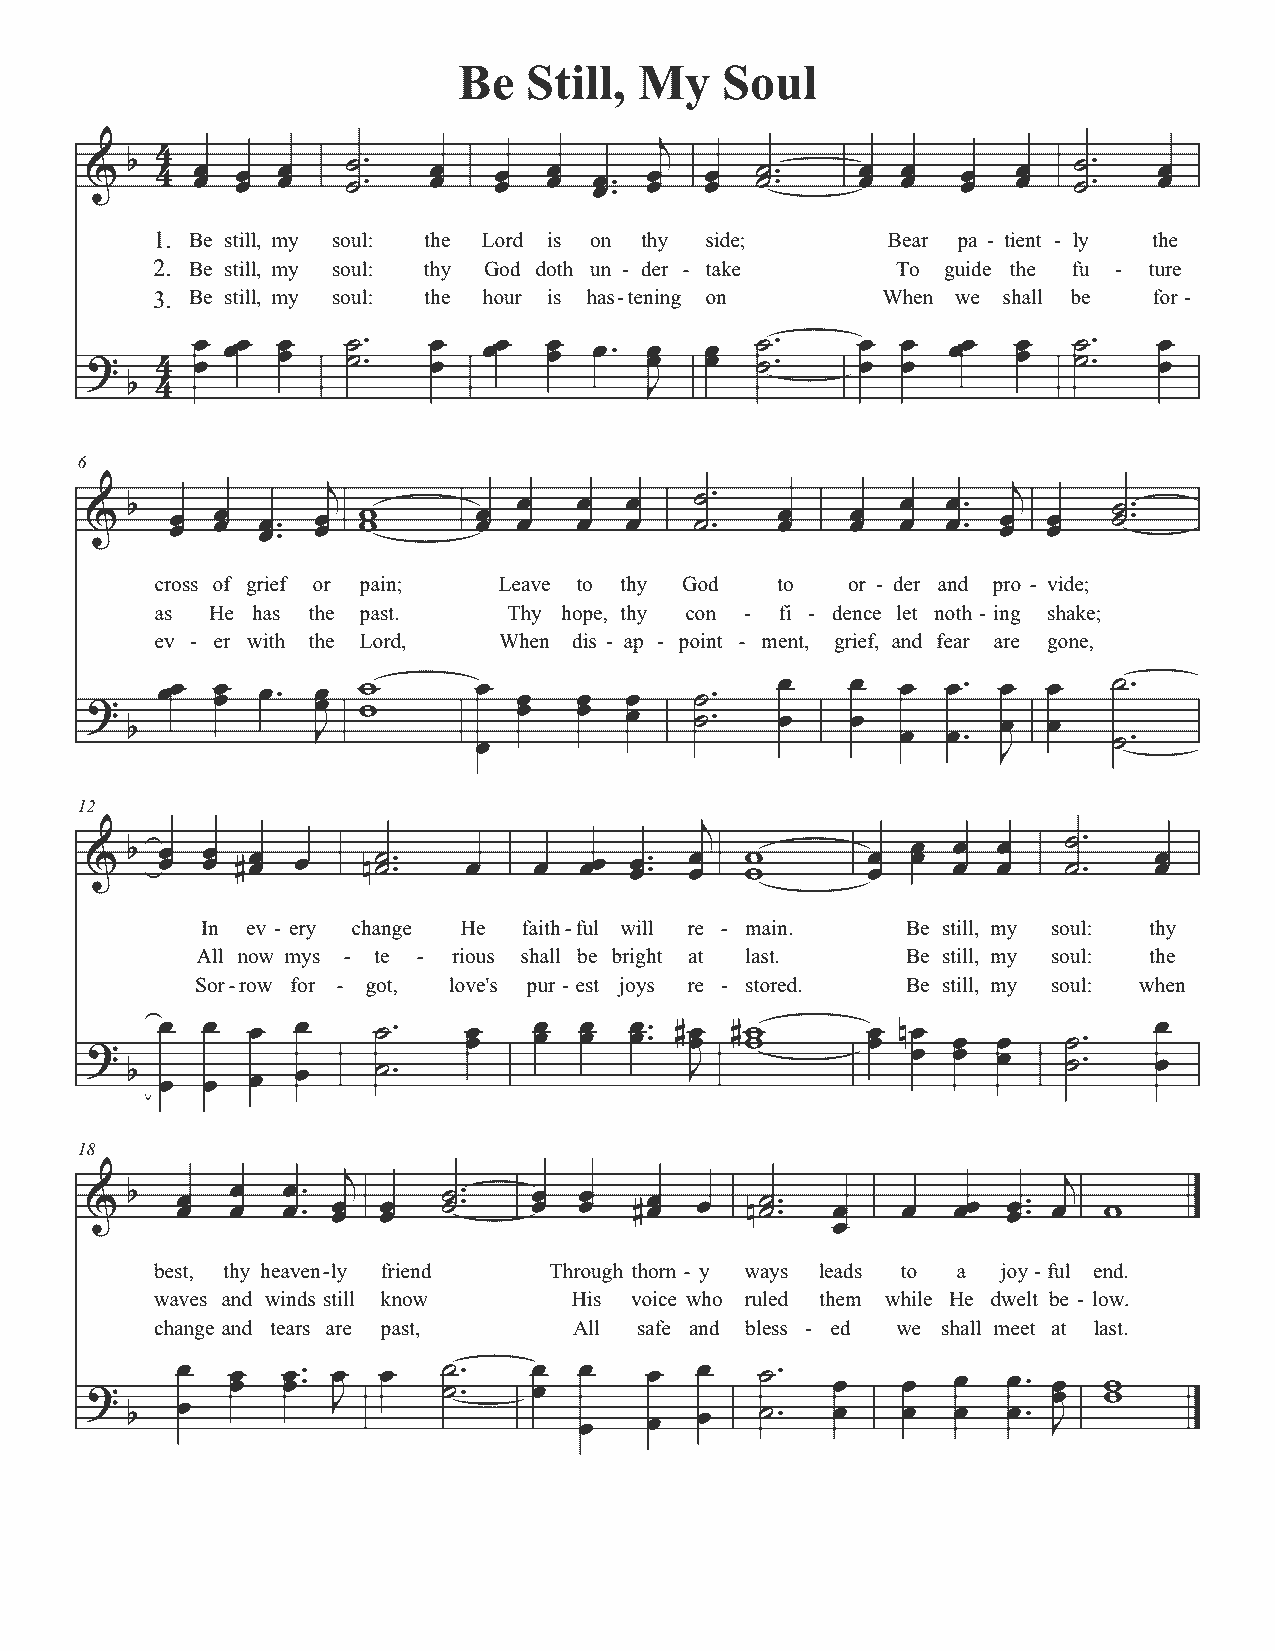 Be Still, My Soul
1. Be still, my soul: the Lord is on thy side; Bear pa - tient - ly the
2. Be still, my soul: thy God doth un - der - take To guide the fu - ture
3. Be still, my soul: the hour is has - tening on When we shall be for -
6
cross of grief or pain; Leave to thy God to or - der and pro - vide;
as He has the past. Thy hope, thy con - fi - dence let noth - ing shake;
ev - er with the Lord, When dis - ap - point - ment, grief, and fear are gone,
12
In ev - ery change He faith - ful will re - main. Be still, my soul: thy
All now mys - te - rious shall be bright at last. Be still, my soul: the
Sor - row for - got, love's pur - est joys re - stored. Be still, my soul: when
18
best, thy heaven-ly friend Through thorn - y ways leads to a joy - ful end.
waves and winds still know His voice who ruled them while He dwelt be - low.
change and tears are past, All safe and bless - ed we shall meet at last.